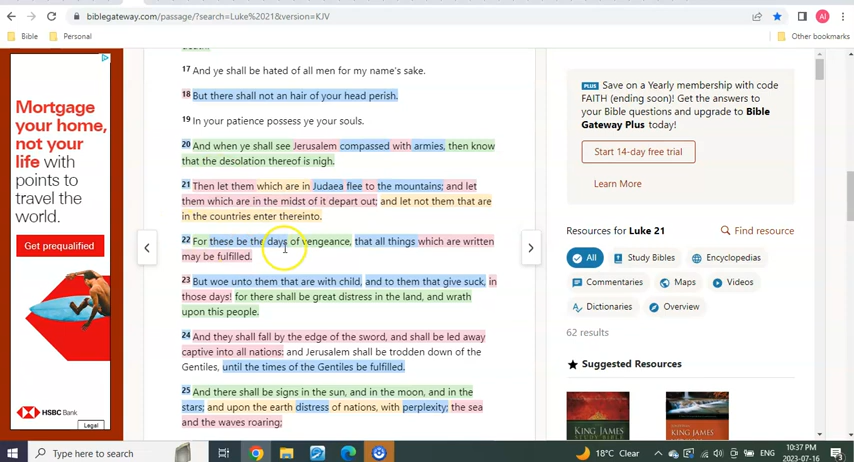 biblegateway.com/passage/?search=Luke%2021&version=KJV
AI
Bible
Personal
Other bookmarks
Mortgage
your home,
not your
life with
points to
travel the
world.
Get prequalified
HSBC Bank
Legal
17 And ye shall be hated of all men for my name's sake.
18 But there shall not an hair of your head perish.
19 In your patience possess ye your souls.
20 And when ye shall see Jerusalem compassed with armies, then know
that the desolation thereof is nigh.
21 Then let them which are in Judaea flee to the mountains; and let
them which are in the midst of it depart out; and let not them that are
in the countries enter thereinto.
22 For these be the days of vengeance, that all things which are written
may be fulfilled.
23 But woe unto them that are with child, and to them that give suck, in
those days! for there shall be great distress in the land, and wrath
upon this people.
24 And they shall fall by the edge of the sword, and shall be led away
captive into all nations: and Jerusalem shall be trodden down of the
Gentiles, until the times of the Gentiles be fulfilled.
25 And there shall be signs in the sun, and in the moon, and in the
stars; and upon the earth distress of nations, with perplexity; the sea
and the waves roaring;
PLUS Save on a Yearly membership with code
FAITH (ending soon)! Get the answers to
your Bible questions and upgrade to Bible
Gateway Plus today!
Start 14-day free trial
Learn More
Resources for Luke 21
Find resource
All
Study Bibles
Encyclopedias
Commentaries
Maps
Videos
Dictionaries
Overview
62 results
Suggested Resources
KING JAMES
KING JAMES
Type here to search
18°C Clear
ENG
10:37 PM
2023-07-16
3